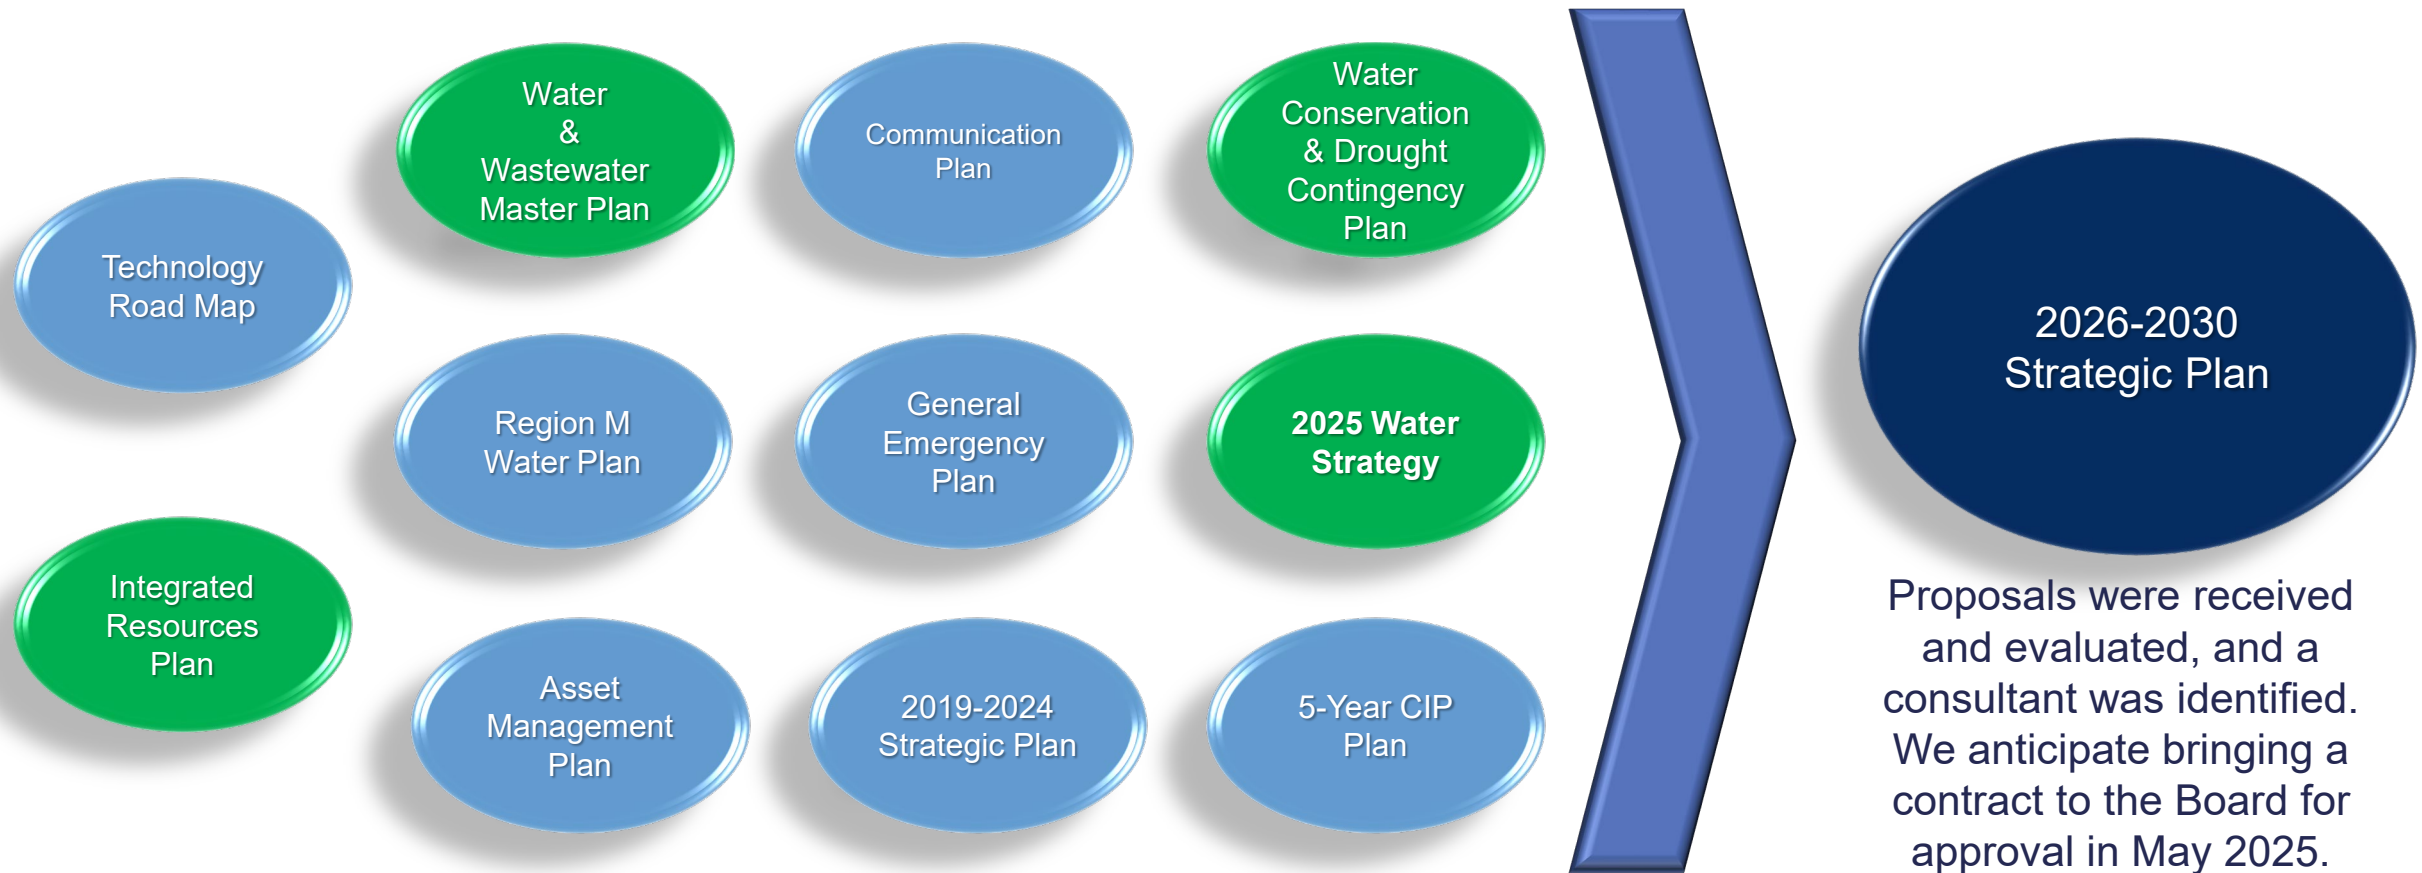 Technology
Road Map
Integrated
Resources
Plan
Water
&
Wastewater
Master Plan
Region M
Water Plan
Asset
Management
Plan
Communication
Plan
General
Emergency
Plan
2019-2024
Strategic Plan
Water
Conservation
& Drought
Contingency
Plan
2025 Water
Strategy
5-Year CIP
Plan
2026-2030
Strategic Plan
Proposals were received
and evaluated, and a
consultant was identified.
We anticipate bringing a
contract to the Board for
approval in May 2025.